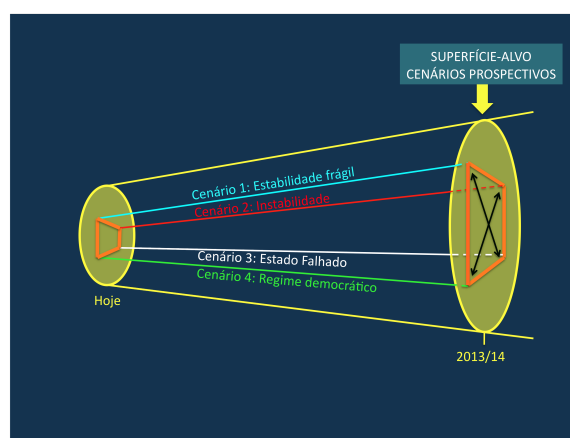 SUPERFÍCIE-ALVO
CENÁRIOS PROSPECTIVOS
Cenário 1: Estabilidade frágil
Cenário 2: Instabilidade
Cenário 3: Estado Falhado
Cenário 4: Regime democrático
Hoje
2013/14